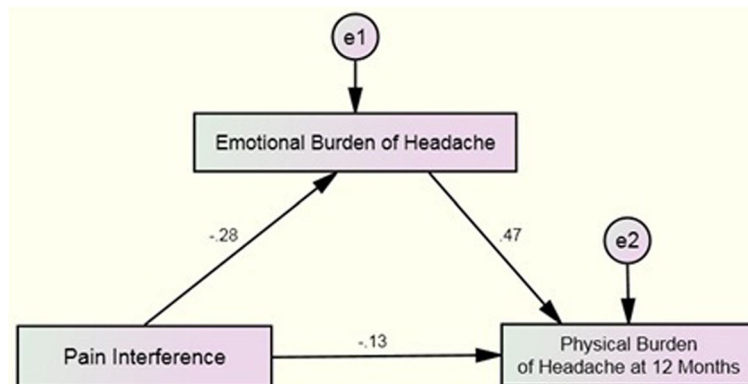 e1
Emotional Burden of Headache
-.28
.47
e2
Pain Interference
-.13
Physical Burden
of Headache at 12 Months